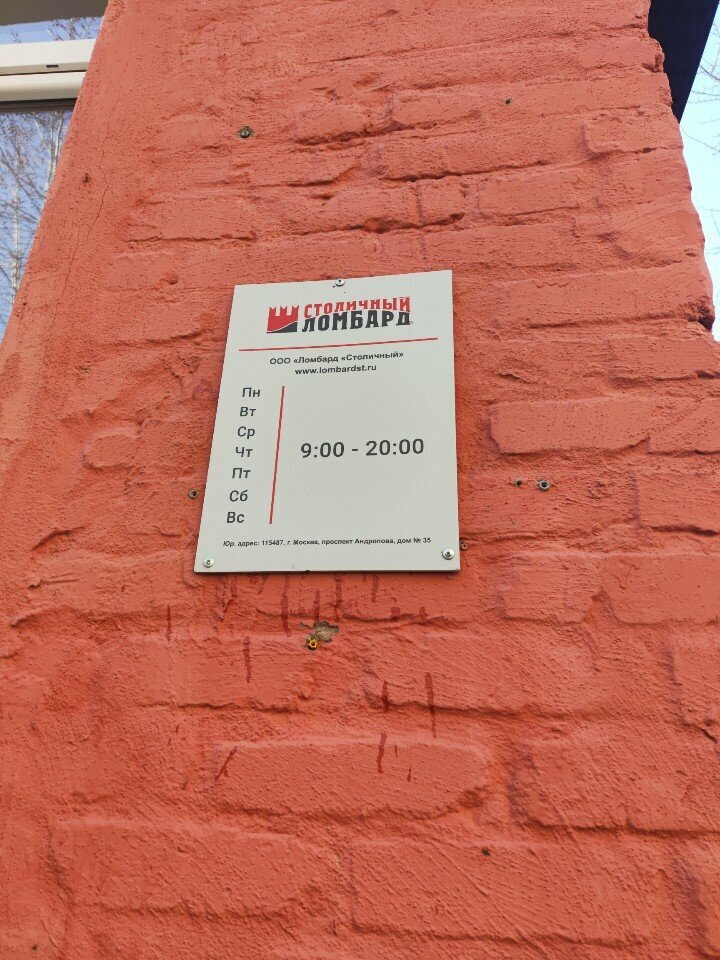 СТОЛИЧНЫЙ
ЛОМБАРД
ООО «Ломбард «Столичный»
www.lombardst.ru
Пн
Вт
Ср
Чт
Пт
Сб
Вс
9:00 - 20:00
Юр. адрес: 115487, г. Москва, проспект Андропова, дом № 35